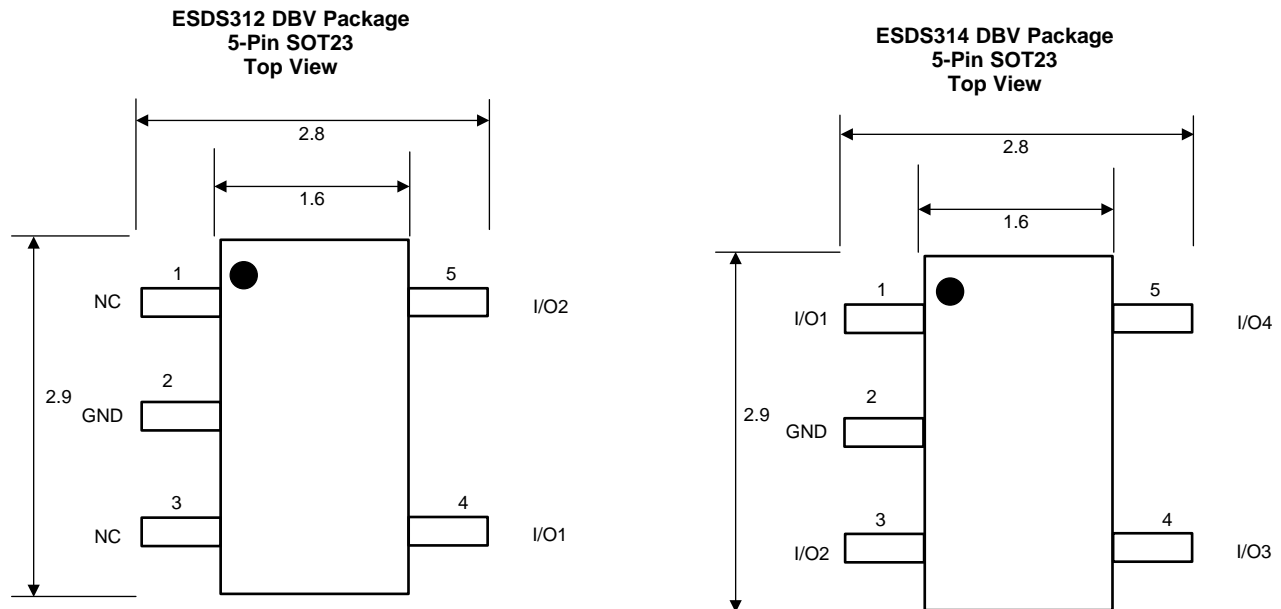 ESDS312 DBV Package
5-Pin SOT23
Top View
2.8
1.6
1
5
NC
I/O2
2
2.9
GND
3
4
NC
I/O1
ESDS314 DBV Package
5-Pin SOT23
Top View
2.8
1.6
1
5
I/O1
I/O4
2
2.9
GND
3
4
I/O2
I/O3